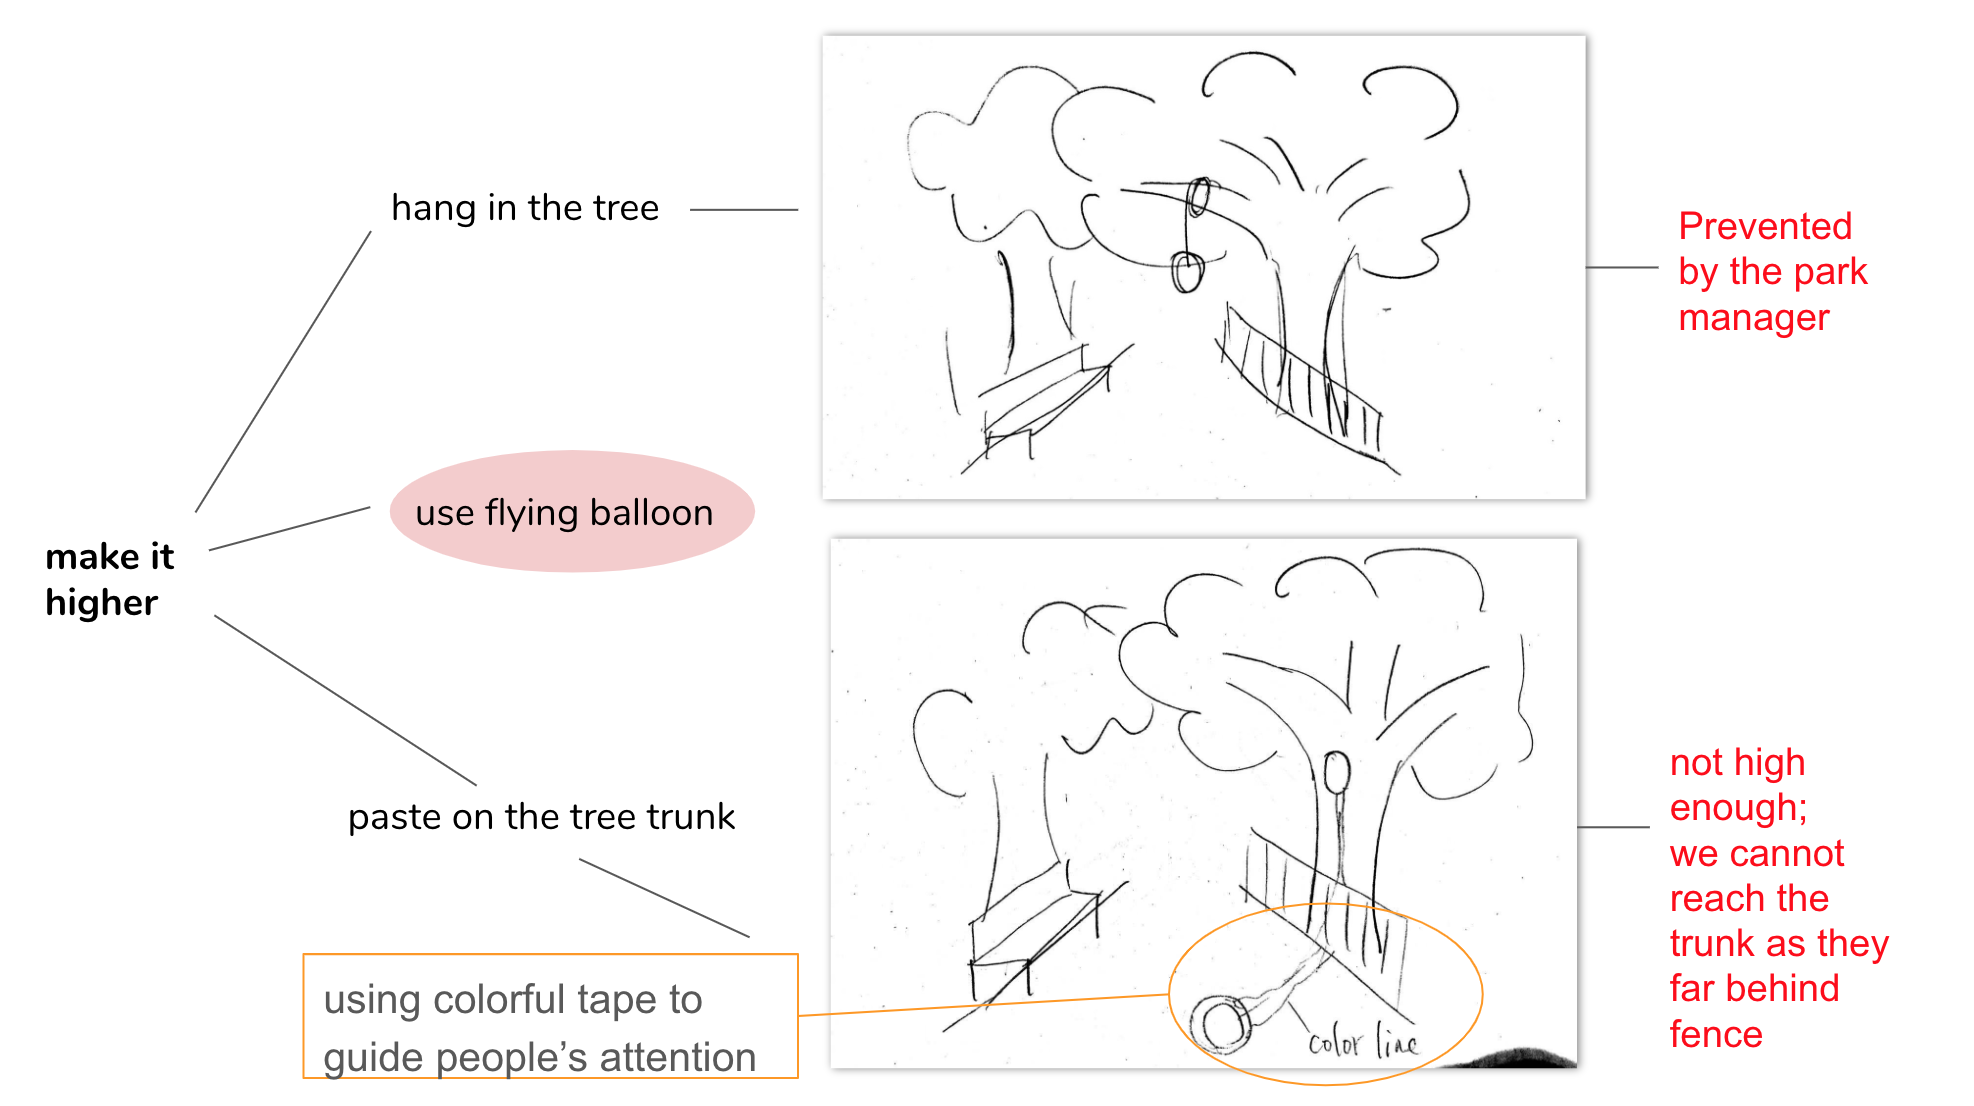 hang in the tree
Prevented
by the park
manager
use flying balloon
make it
higher
paste on the tree trunk
not high
enough;
we cannot
reach the
trunk as they
far behind
fence
using colorful tape to
guide people’s attention
color line